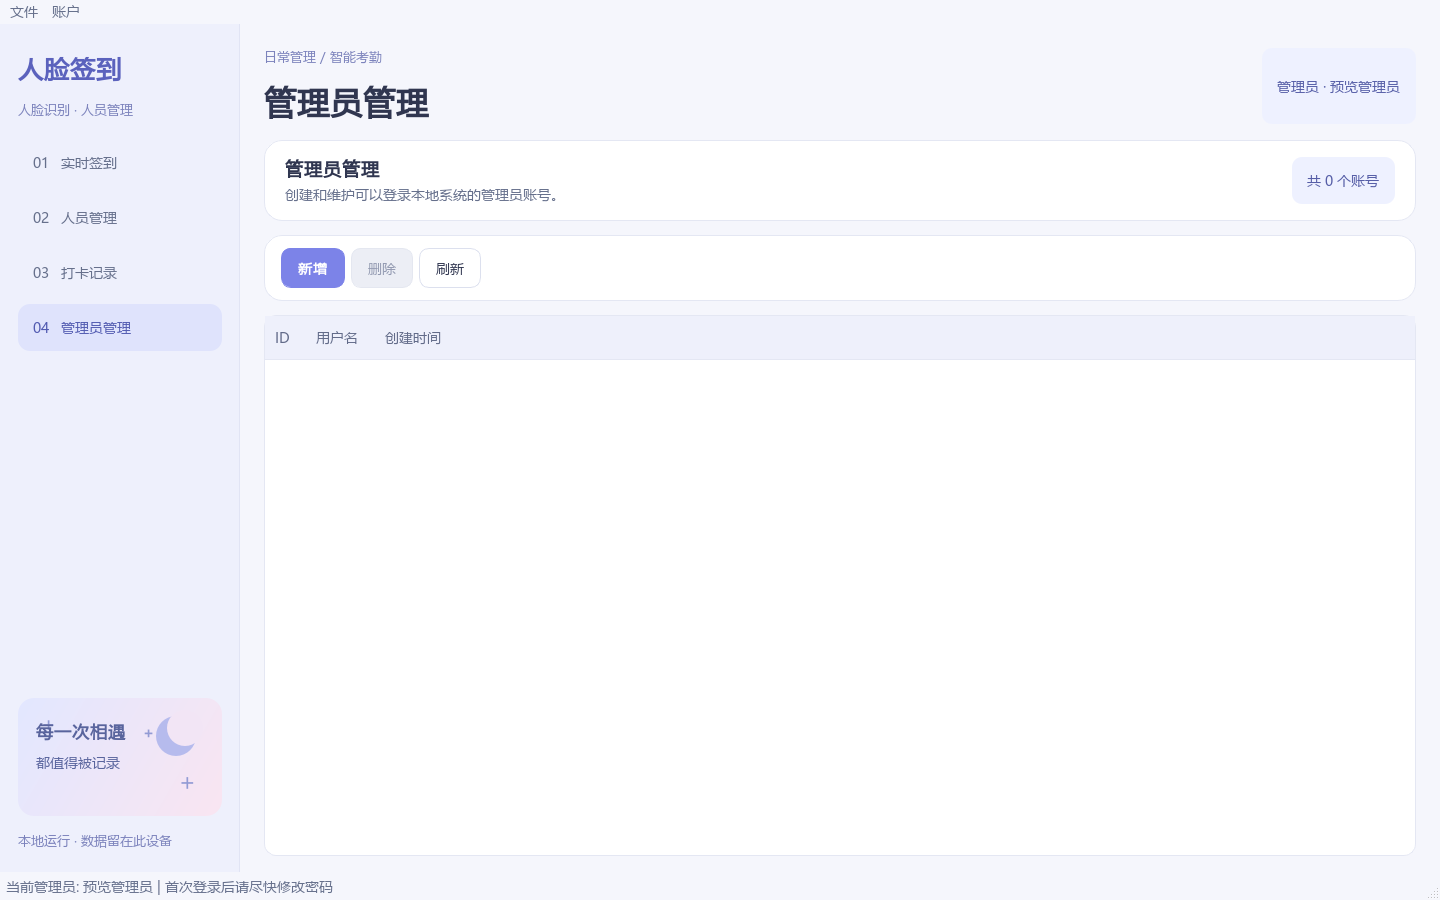 文件 账户
人脸签到
人脸识别 · 人员管理
01 实时签到
02 人员管理
03 打卡记录
04 管理员管理
每一次相遇
都值得被记录
本地运行 · 数据留在此设备
日常管理 / 智能考勤
管理员管理
管理员 · 预览管理员
管理员管理
创建和维护可以登录本地系统的管理员账号。
共 0 个账号
新增 删除 刷新
ID 用户名 创建时间
当前管理员: 预览管理员 | 首次登录后请尽快修改密码